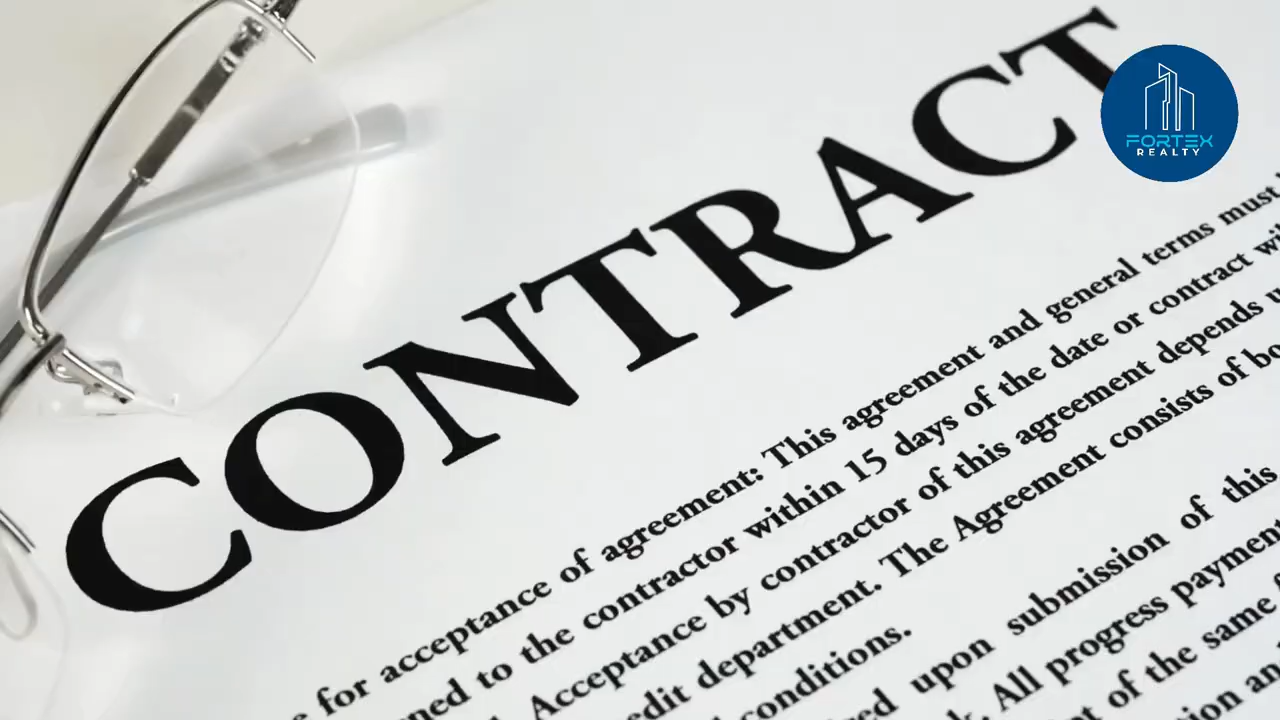 CONTRACT
FORTEX
REALTY
for acceptance of agreement: This agreement and general terms must
to the contractor within 15 days of the date or contract
Acceptance by contractor of this agreement depends
department. The Agreement consists of
conditions.
upon submission of this
All progress payment
of the same